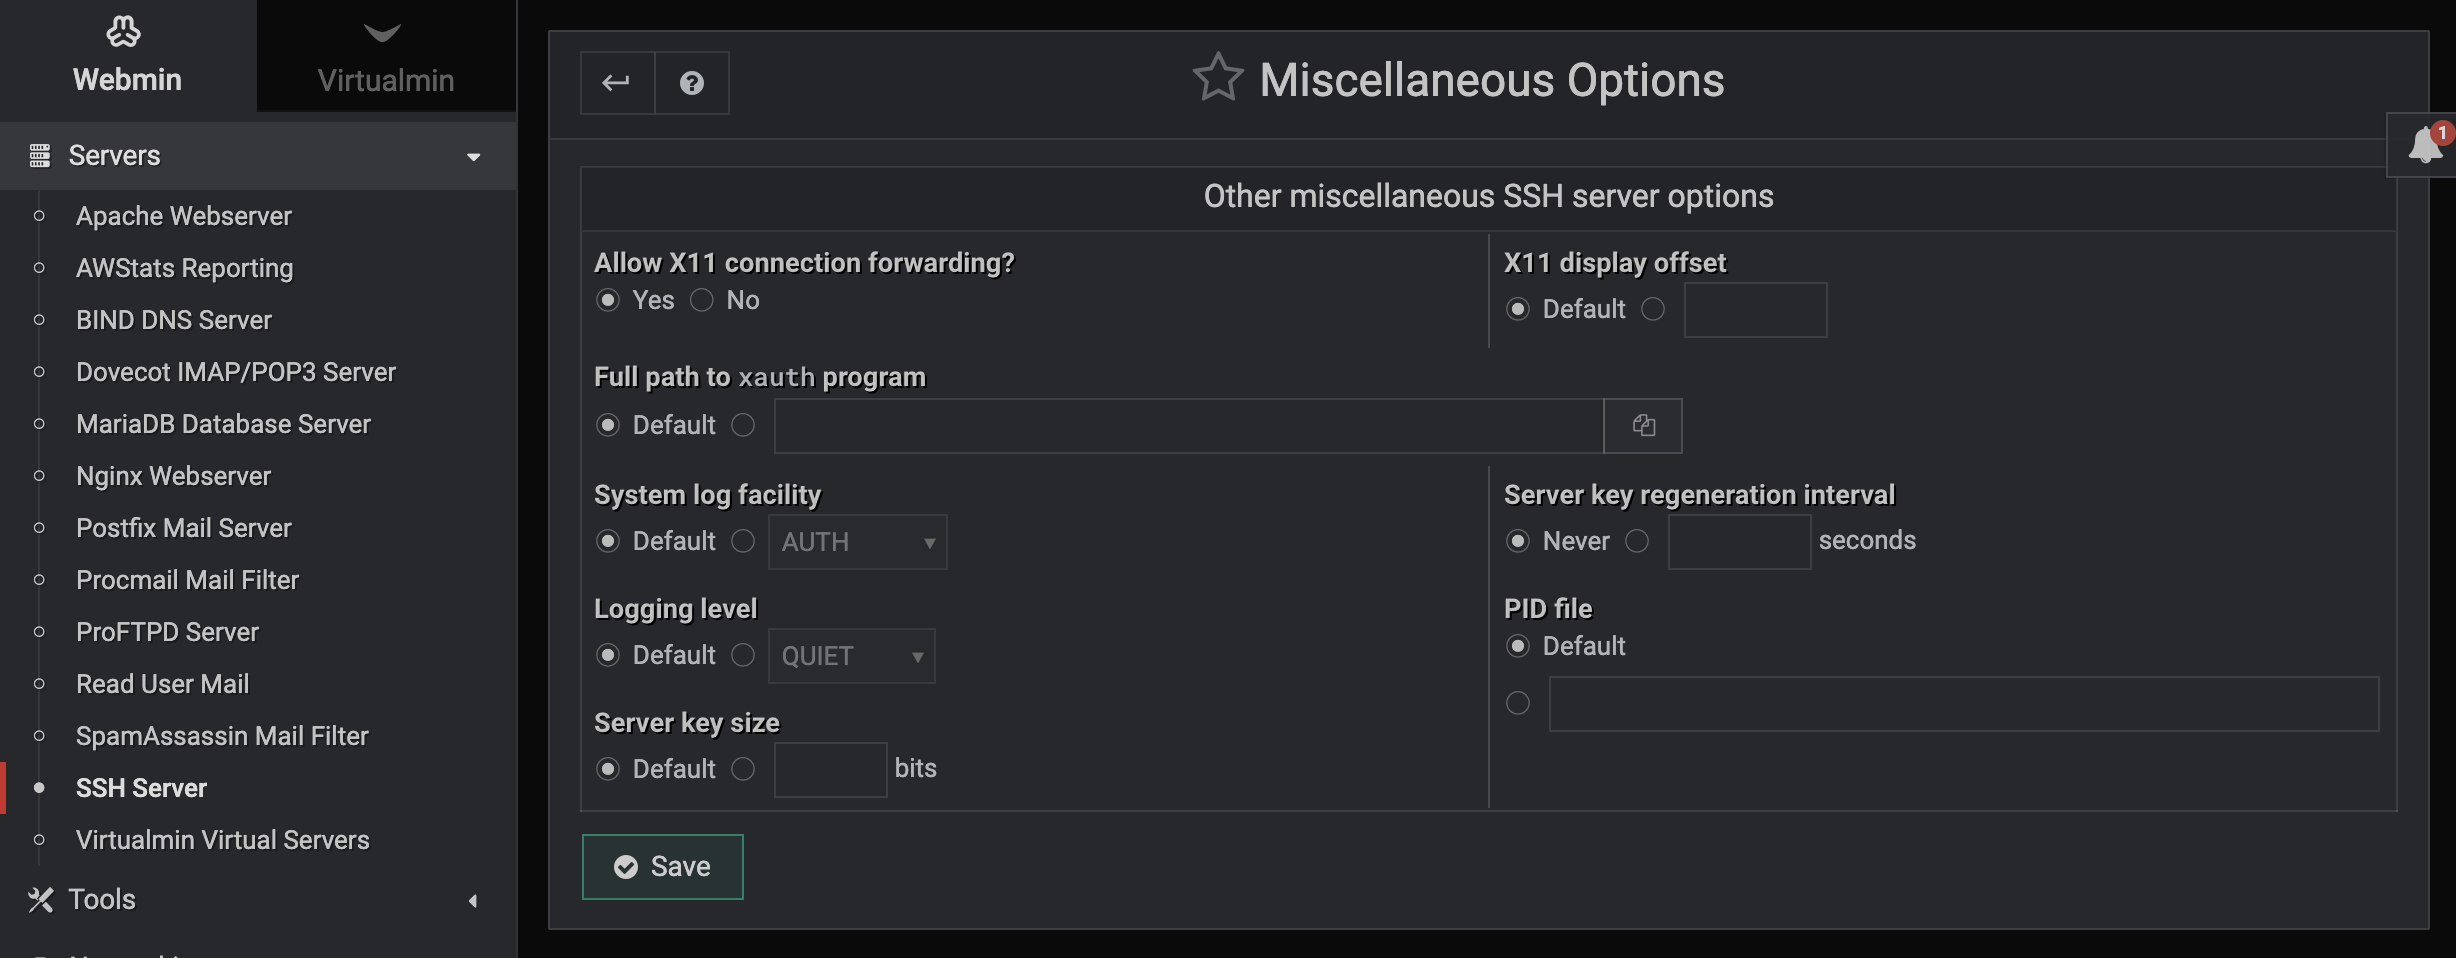 Webmin
Virtualmin
Servers
Apache Webserver
AWStats Reporting
BIND DNS Server
Dovecot IMAP/POP3 Server
MariaDB Database Server
Nginx Webserver
Postfix Mail Server
Procmail Mail Filter
ProFTPD Server
Read User Mail
SpamAssassin Mail Filter
SSH Server
Virtualmin Virtual Servers
Tools
Miscellaneous Options
1
Other miscellaneous SSH server options
Allow X11 connection forwarding?
Yes No
X11 display offset
Default
Full path to xauth program
Default
System log facility
Default AUTH
Server key regeneration interval
Never seconds
Logging level
Default QUIET
PID file
Default
Server key size
Default bits
Save